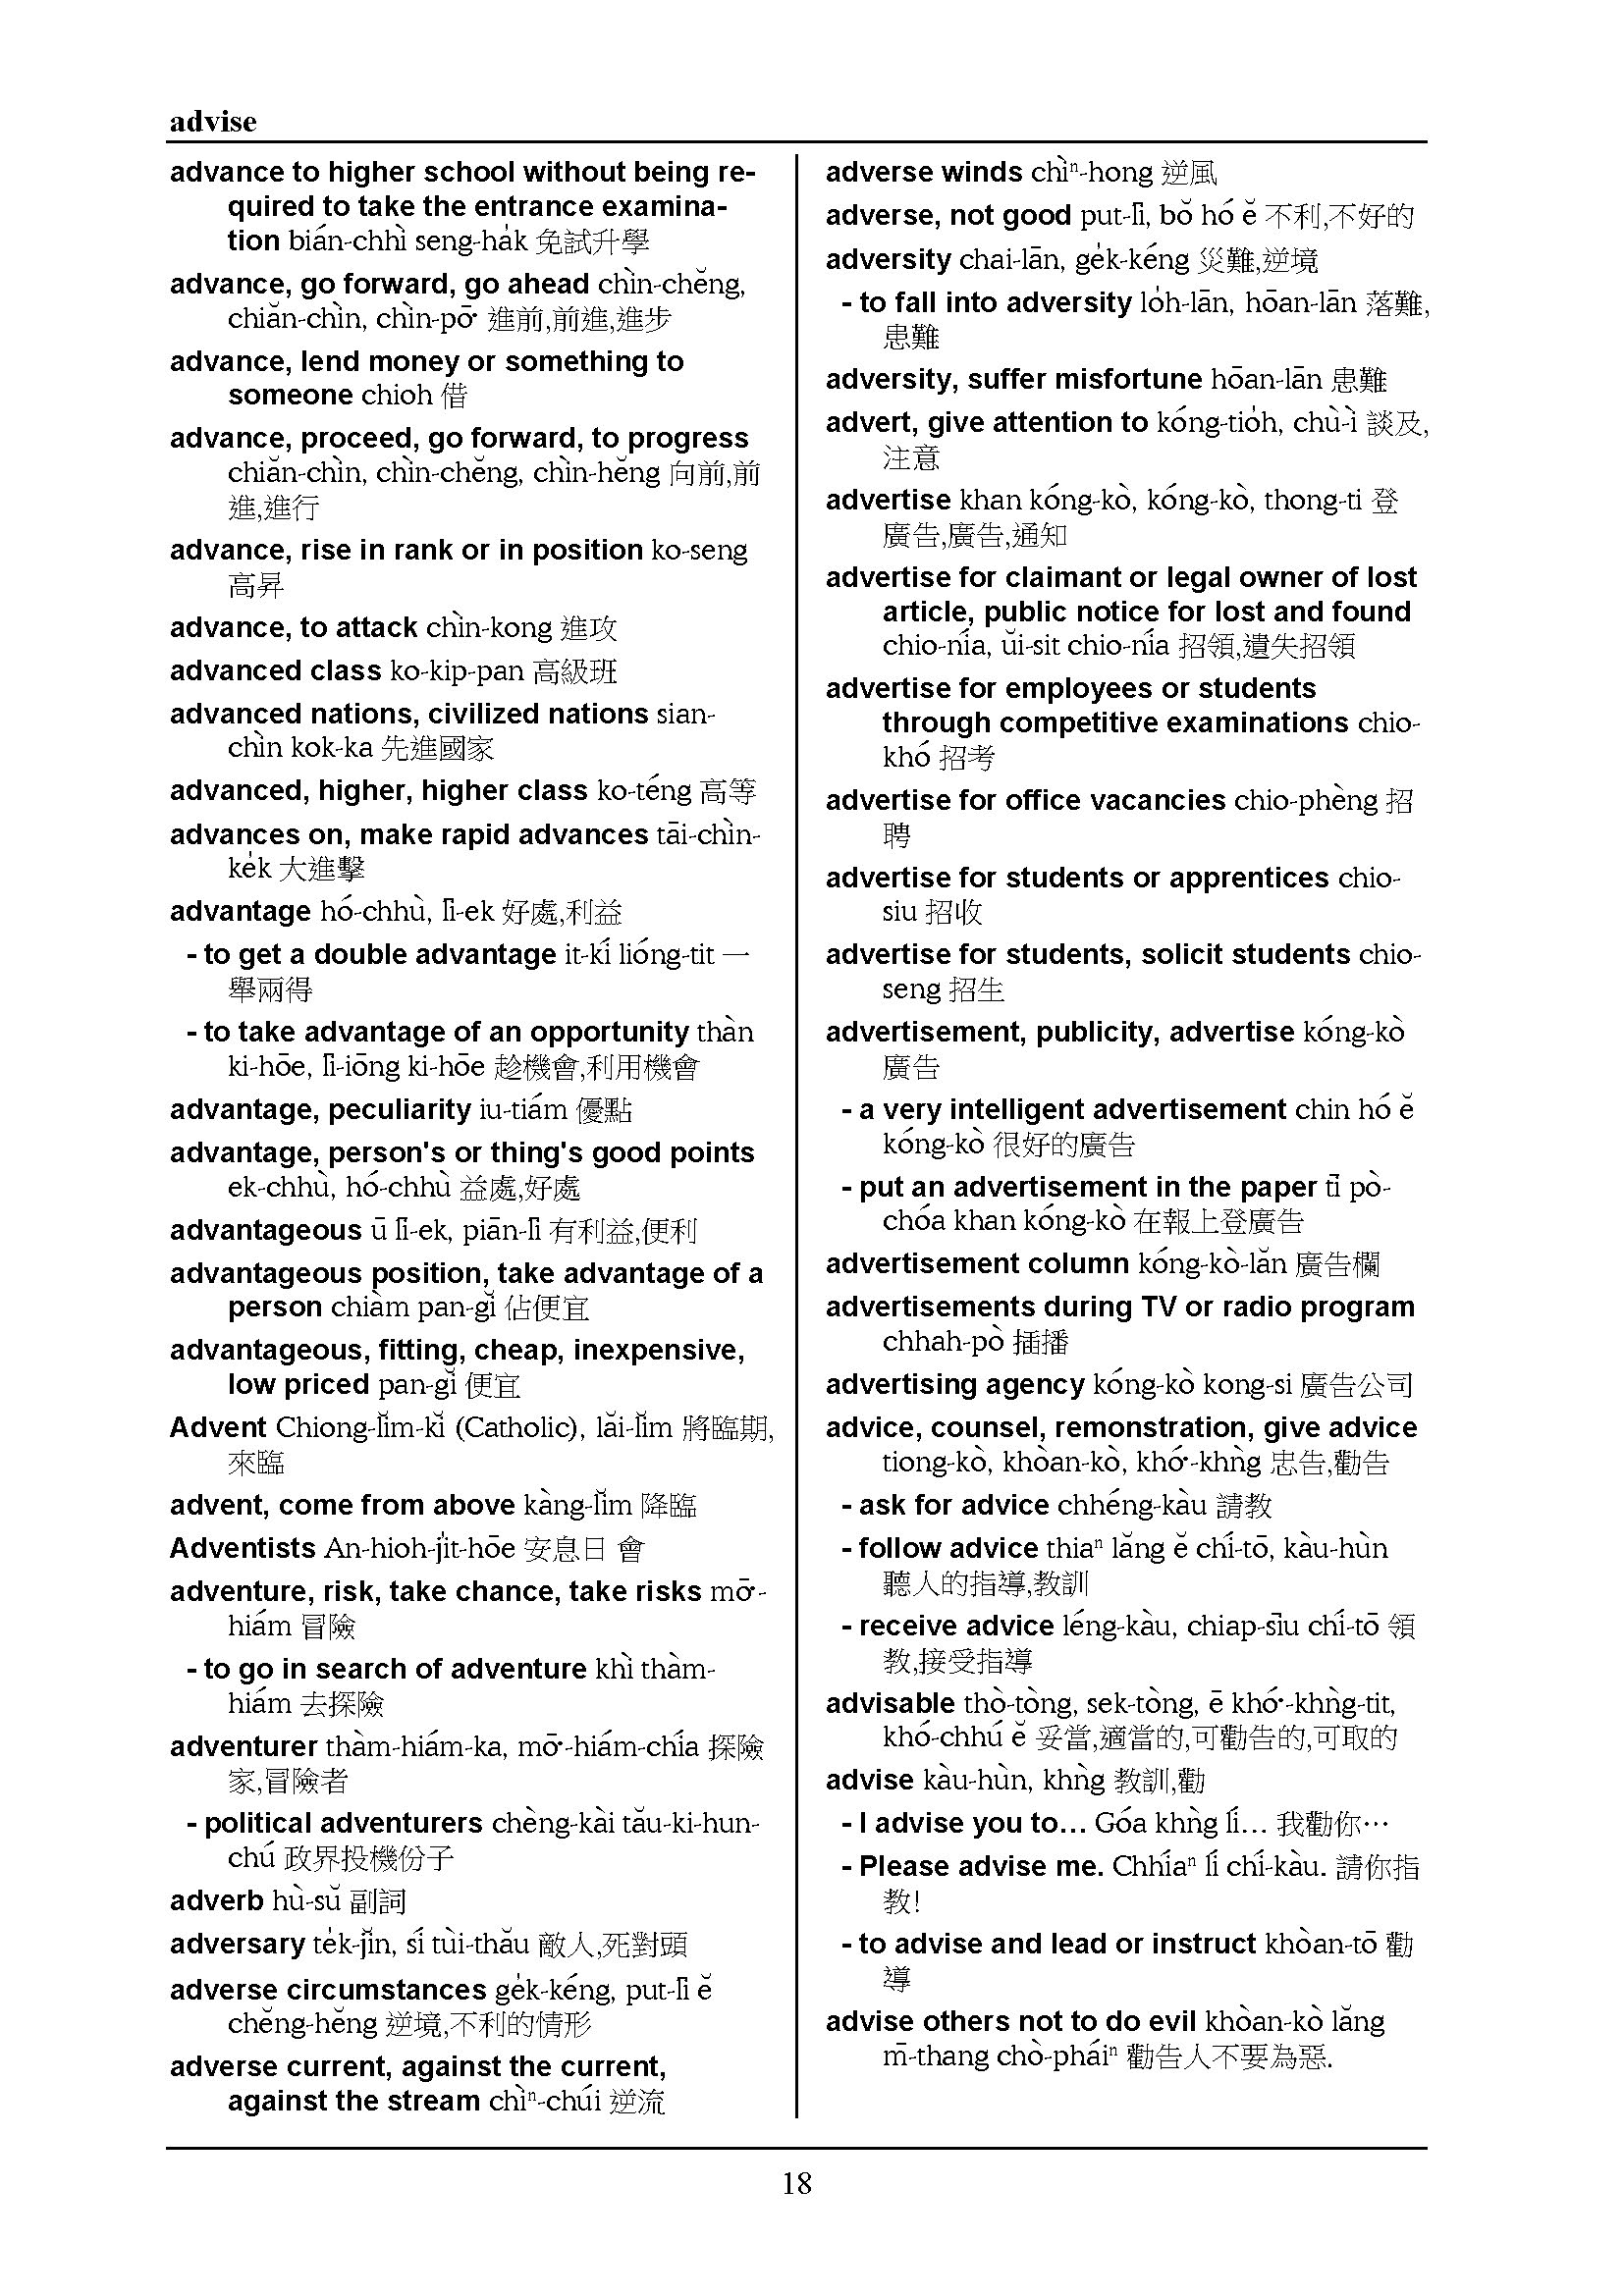 advise
advance to higher school without being re-
quired to take the entrance examina-
tion bián-chhì seng-ha̍k 免試升學
advance, go forward, go ahead chìn-chĕng,
chiăn-chìn, chìn-pō͘ 進前,前進,進步
advance, lend money or something to
someone chioh 借
advance, proceed, go forward, to progress
chiăn-chìn, chìn-chĕng, chìn-hĕng 向前,前
進,進行
advance, rise in rank or in position ko-seng
高昇
advance, to attack chìn-kong 進攻
advanced class ko-kip-pan 高級班
advanced nations, civilized nations sian-
chìn kok-ka 先進國家
advanced, higher, higher class ko-téng 高等
advances on, make rapid advances tāi-chìn-
ke̍k 大進擊
advantage hó-chhù, lī-ek 好處,利益
- to get a double advantage it-kí lióng-tit 一
舉兩得
- to take advantage of an opportunity thàn
ki-hōe, lī-iōng ki-hōe 趁機會,利用機會
advantage, peculiarity iu-tiám 優點
advantage, person's or thing's good points
ek-chhù, hó-chhù 益處,好處
advantageous ū lī-ek, piān-lī 有利益,便利
advantageous position, take advantage of a
person chiàm pan-gĭ 佔便宜
advantageous, fitting, cheap, inexpensive,
low priced pan-gĭ 便宜
Advent Chiong-lĭm-kĭ (Catholic), lăi-lĭm 將臨期,
來臨
advent, come from above kàng-lĭm 降臨
Adventists An-hioh-ji̍t-hōe 安息日 會
adventure, risk, take chance, take risks mō͘-
hiám 冒險
- to go in search of adventure khì thàm-
hiám 去探險
adventurer thàm-hiám-ka, mō͘-hiám-chía 探險
家,冒險者
- political adventurers chèng-kài tău-ki-hun-
chú 政界投機份子
adverb hù-sŭ 副詞
adversary te̍k-jĭn, sí tùi-thău 敵人,死對頭
adverse circumstances ge̍k-kéng, put-lī ĕ
chĕng-hĕng 逆境,不利的情形
adverse current, against the current,
against the stream chìⁿ-chúi 逆流
adverse winds chìⁿ-hong 逆風
adverse, not good put-lī, bŏ hó ĕ 不利,不好的
adversity chai-lān, ge̍k-kéng 災難,逆境
- to fall into adversity lo̍h-lān, hōan-lān 落難,
患難
adversity, suffer misfortune hōan-lān 患難
advert, give attention to kóng-tio̍h, chù-ì 談及,
注意
advertise khan kóng-kò, kóng-kò, thong-ti 登
廣告,廣告,通知
advertise for claimant or legal owner of lost
article, public notice for lost and found
chio-nía, ŭi-sit chio-nía 招領,遺失招領
advertise for employees or students
through competitive examinations chio-
khó 招考
advertise for office vacancies chio-phèng 招
聘
advertise for students or apprentices chio-
siu 招收
advertise for students, solicit students chio-
seng 招生
advertisement, publicity, advertise kóng-kò
廣告
- a very intelligent advertisement chin hó ĕ
kóng-kò 很好的廣告
- put an advertisement in the paper tī pò-
chóa khan kóng-kò 在報上登廣告
advertisement column kóng-kò-lăn 廣告欄
advertisements during TV or radio program
chhah-pò 插播
advertising agency kóng-kò kong-si 廣告公司
advice, counsel, remonstration, give advice
tiong-kò, khòan-kò, khó͘-khǹg 忠告,勸告
- ask for advice chhéng-kàu 請教
- follow advice thiaⁿ lăng ĕ chí-tō, kàu-hùn
聽人的指導,教訓
- receive advice léng-kàu, chiap-sīu chí-tō 領
教,接受指導
advisable thò-tòng, sek-tòng, ē khó͘-khǹg-tit,
khó-chhú ĕ 妥當,適當的,可勸告的,可取的
advise kàu-hùn, khǹg 教訓,勸
- I advise you to... Góa khǹg lí... 我勸你…
- Please advise me. Chhíaⁿ lí chí-kàu. 請你指
教!
- to advise and lead or instruct khòan-tō 勸
導
advise others not to do evil khòan-kò lăng
m̄-thang chò-pháiⁿ 勸告人不要為惡.
18